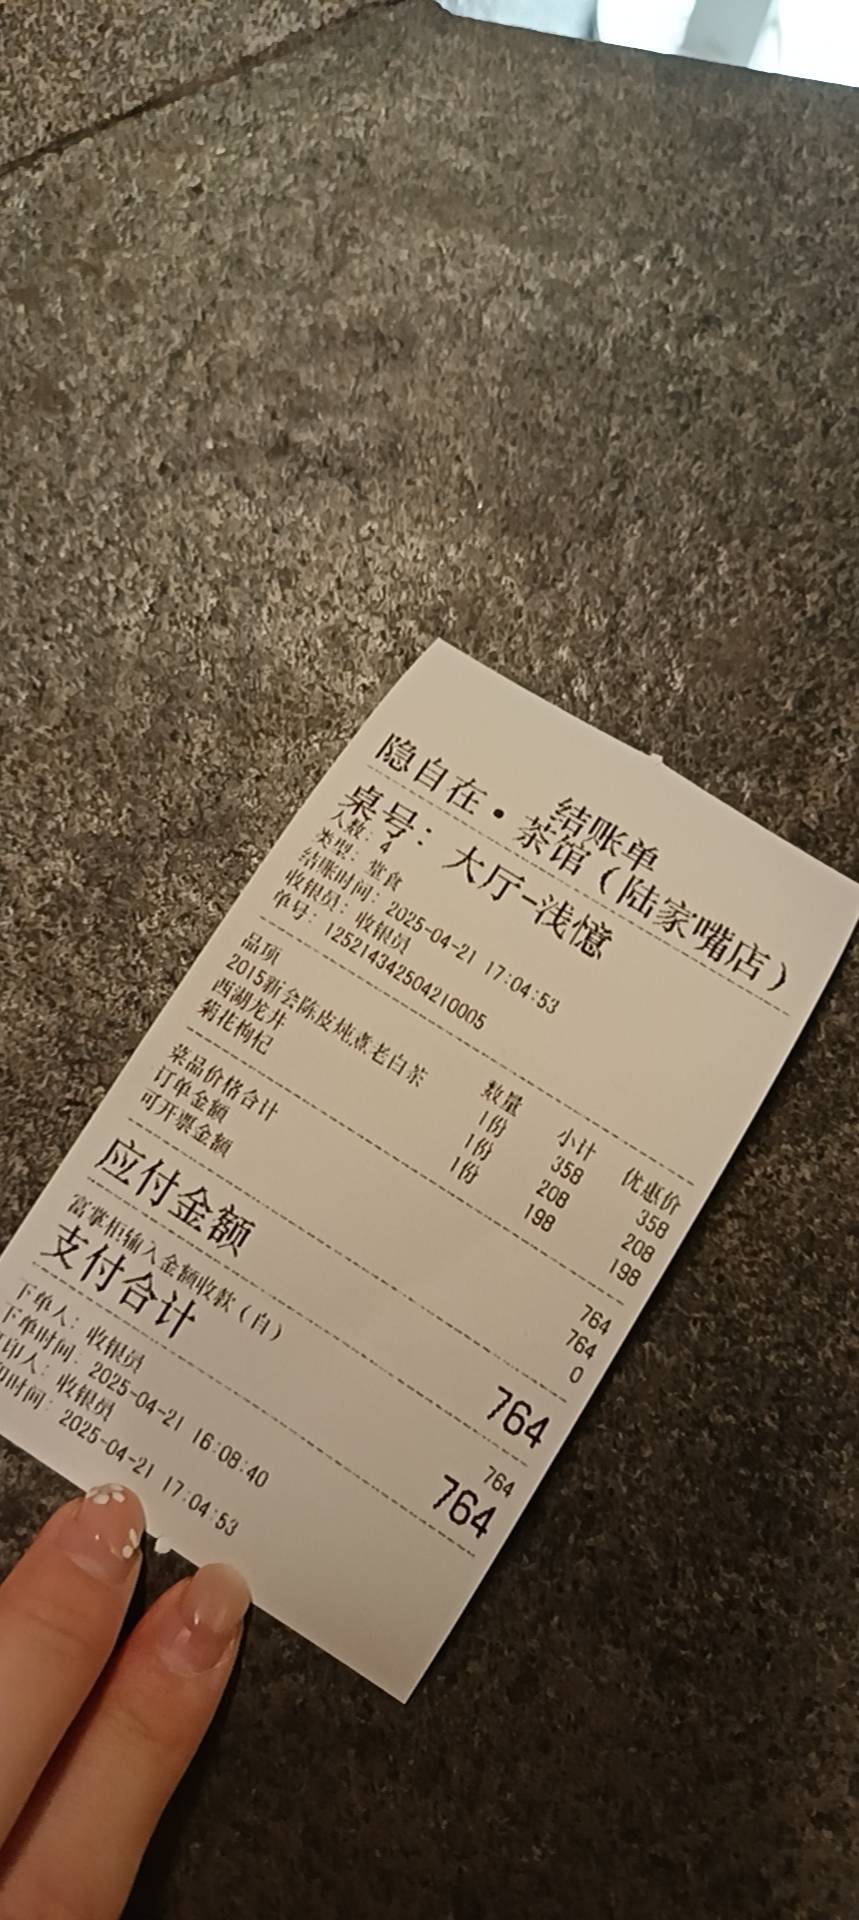 结账单
隐自在·茶馆(陆家嘴店)
桌号: 大厅-浅憶
人数: 4
类型: 堂食
结账时间: 2025-04-21 17:04:53
收银员: 收银员
单号: 125214342504210005
品项 数量 小计 优惠价
2015新会陈皮炖煮老白茶 1份 358 358
西湖龙井 1份 208 208
菊花枸杞 1份 198 198
菜品价格合计 764
订单金额 764
可开票金额 0
应付金额 764
富掌柜输入金额收款(自) 764
支付合计 764
下单人: 收银员
下单时间: 2025-04-21 16:08:40
印人: 收银员
时间: 2025-04-21 17:04:53